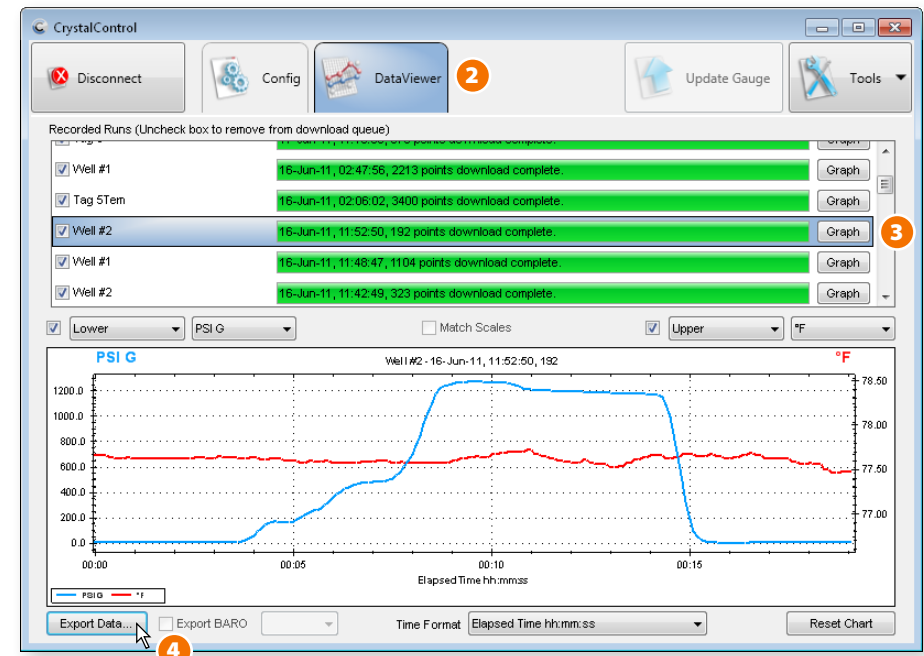 CrystalControl
Disconnect
Config
DataViewer
2
Update Gauge
Tools
Recorded Runs (Uncheck box to remove from download queue)
Graph
Well #1
16-Jun-11, 02:47:56, 2213 points download complete.
Graph
Tag 5Tem
16-Jun-11, 02:06:02, 3400 points download complete.
Graph
Well #2
16-Jun-11, 11:52:50, 192 points download complete.
Graph
3
Well #1
16-Jun-11, 11:48:47, 1104 points download complete.
Graph
Well #2
16-Jun-11, 11:42:49, 323 points download complete.
Graph
Lower
PSI G
Match Scales
Upper
°F
PSI G
Well #2 - 16-Jun-11, 11:52:50, 192
°F
1200.0
1000.0
800.0
600.0
400.0
200.0
0.0
78.50
78.00
77.50
77.00
00:00
00:05
00:10
00:15
Elapsed Time hh:mm:ss
PSI G
°F
Export Data...
Export BARO
Time Format
Elapsed Time hh:mm:ss
Reset Chart
4